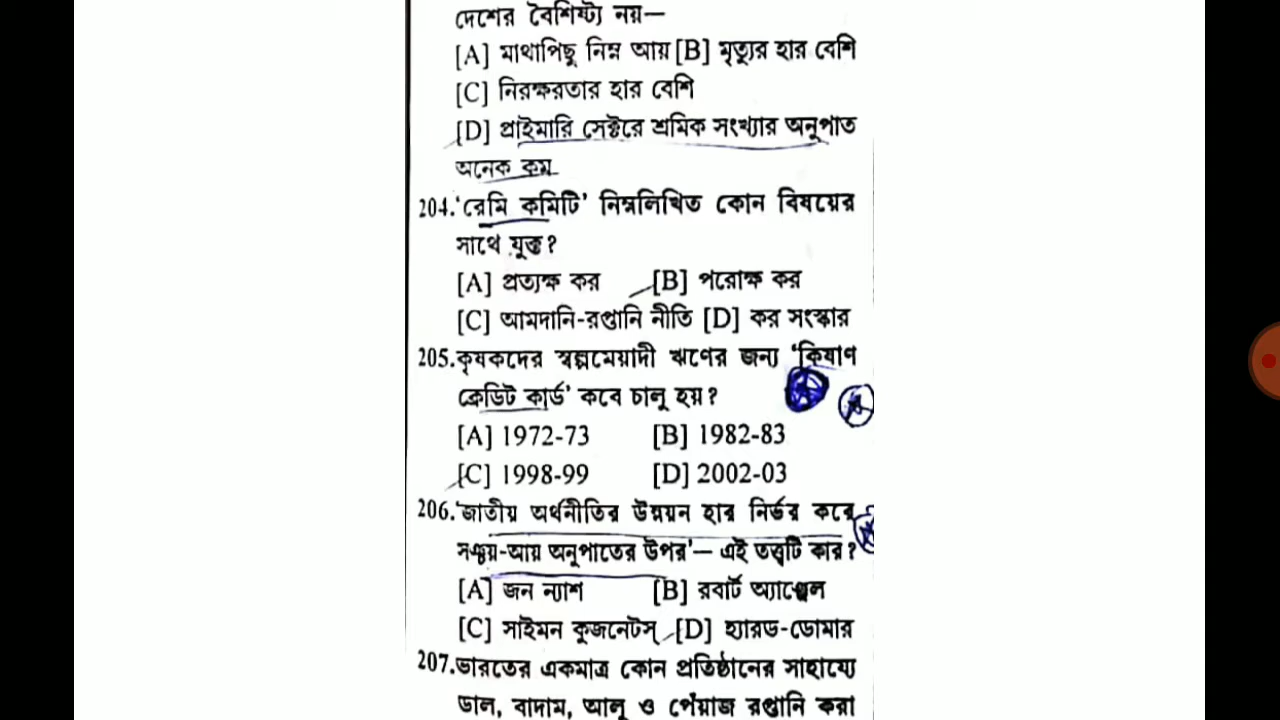 দেশের বৈশিষ্ট্য নয়—
[A] মাথাপিছু নিম্ন আয় [B] মৃত্যুর হার বেশি
[C] নিরক্ষরতার হার বেশি
[D] প্রাইমারি সেক্টরে শ্রমিক সংখ্যার অনুপাত
অনেক কম
204. 'রেমি কমিটি' নিম্নলিখিত কোন বিষয়ের
সাথে যুক্ত?
[A] প্রত্যক্ষ কর [B] পরোক্ষ কর
[C] আমদানি-রপ্তানি নীতি [D] কর সংস্কার
205. কৃষকদের স্বল্পমেয়াদী ঋণের জন্য 'কিষাণ
ক্রেডিট কার্ড' কবে চালু হয়?
[A] 1972-73 [B] 1982-83
[C] 1998-99 [D] 2002-03
206. 'জাতীয় অর্থনীতির উন্নয়ন হার নির্ভর করে
সঞ্চয়-আয় অনুপাতের উপর'— এই তত্ত্বটি কার?
[A] জন ন্যাশ [B] রবার্ট অ্যাঞ্জেল
[C] সাইমন কুজনেটস্ [D] হ্যারড-ডোমার
207. ভারতের একমাত্র কোন প্রতিষ্ঠানের সাহায্যে
ডাল, বাদাম, আলু ও পেঁয়াজ রপ্তানি করা